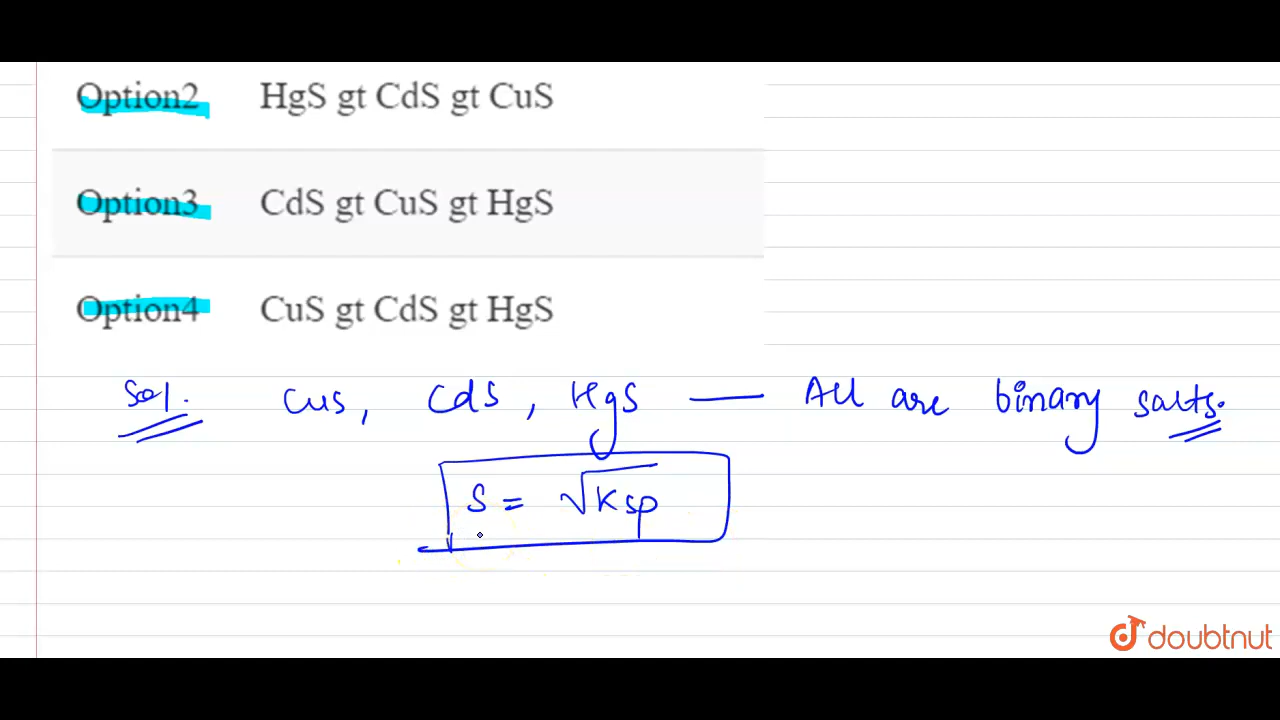 Option2 HgS gt CdS gt CuS
Option3 CdS gt CuS gt HgS
Option4 CuS gt CdS gt HgS
Sol. CuS, CdS, HgS — All are binary salts.
S = √Ksp
doubtnut